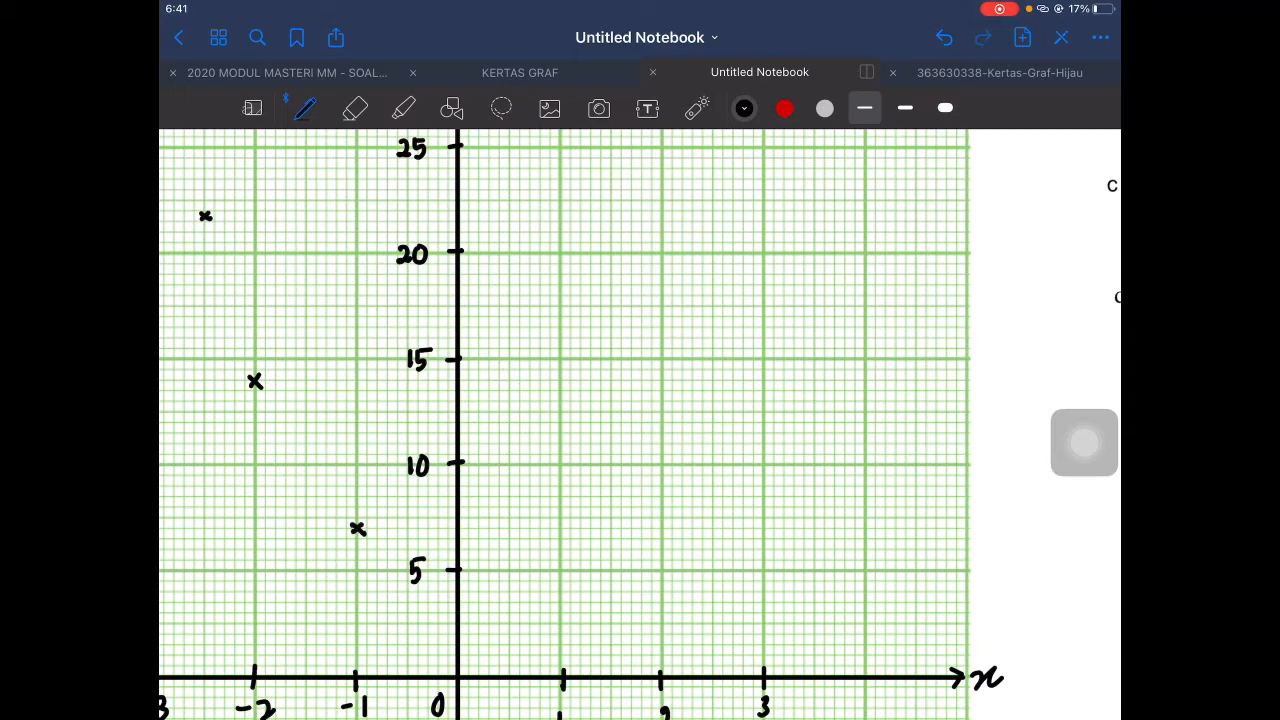 6:41
17%
Untitled Notebook
2020 MODUL MASTERI MM - SOAL...
KERTAS GRAF
Untitled Notebook
363630338-Kertas-Graf-Hijau
T
25
C
20
15
10
5
x
-2 -1 0 3